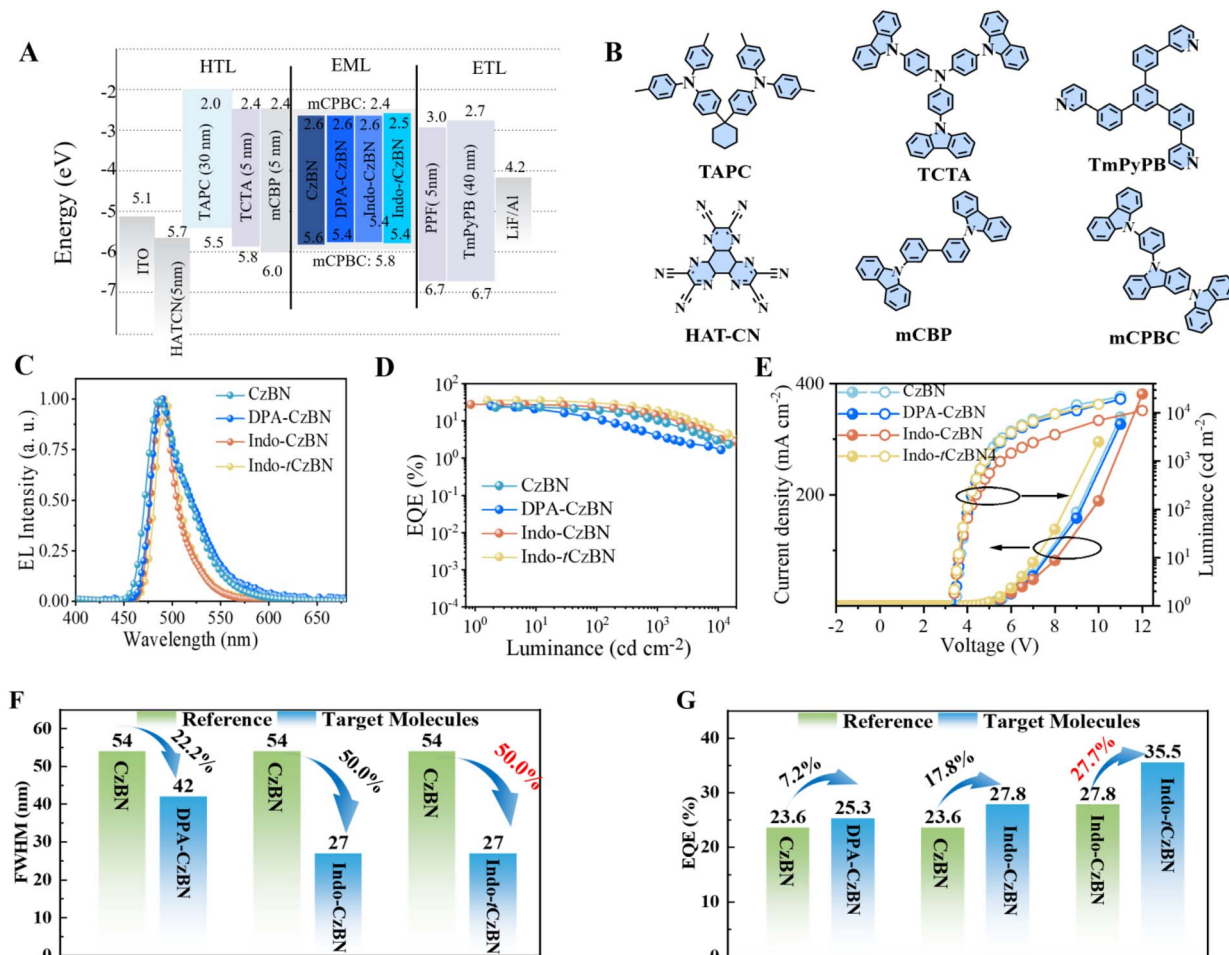 A
HTL
EML
ETL
Energy (eV)
-2
-3
-4
-5
-6
-7
mCPBC: 2.4
2.0
2.4
2.4
2.6
2.6
2.6
2.5
3.0
2.7
4.2
5.1
5.7
ITO
HATCN(5nm)
TAPC (30 nm)
TCTA (5 nm)
mCBP (5 nm)
CzBN
DPA-CzBN
Indo-CzBN
Indo-tCzBN
PPF( 5nm)
TmPyPB (40 nm)
LiF/Al
5.5
5.8
6.0
5.6
5.4
5.4
5.4
mCPBC: 5.8
6.7
6.7
B
TAPC
TCTA
TmPyPB
HAT-CN
mCBP
mCPBC
C
EL Intensity (a. u.)
1.00
0.75
0.50
0.25
0.00
CzBN
DPA-CzBN
Indo-CzBN
Indo-tCzBN
400 450 500 550 600 650
Wavelength (nm)
D
EQE (%)
10²
10¹
10⁰
10⁻¹
10⁻²
10⁻³
10⁻⁴
CzBN
DPA-CzBN
Indo-CzBN
Indo-tCzBN
10⁰ 10¹ 10² 10³ 10⁴
Luminance (cd cm⁻²)
E
Current density (mA cm⁻²)
400
200
CzBN
DPA-CzBN
Indo-CzBN
Indo-tCzBN4
10⁴
10³
10²
10¹
10⁰
Luminance (cd m⁻²)
-2 0 2 4 6 8 10 12
Voltage (V)
F
Reference Target Molecules
FWHM (nm)
60
50
40
30
20
10
0
54 22.2% 42
CzBN DPA-CzBN
54 50.0% 27
CzBN Indo-CzBN
54 50.0% 27
CzBN Indo-tCzBN
G
Reference Target Molecules
EQE (%)
40
30
20
10
0
23.6 7.2% 25.3
CzBN DPA-CzBN
23.6 17.8% 27.8
CzBN Indo-CzBN
27.8 27.7% 35.5
Indo-CzBN Indo-tCzBN